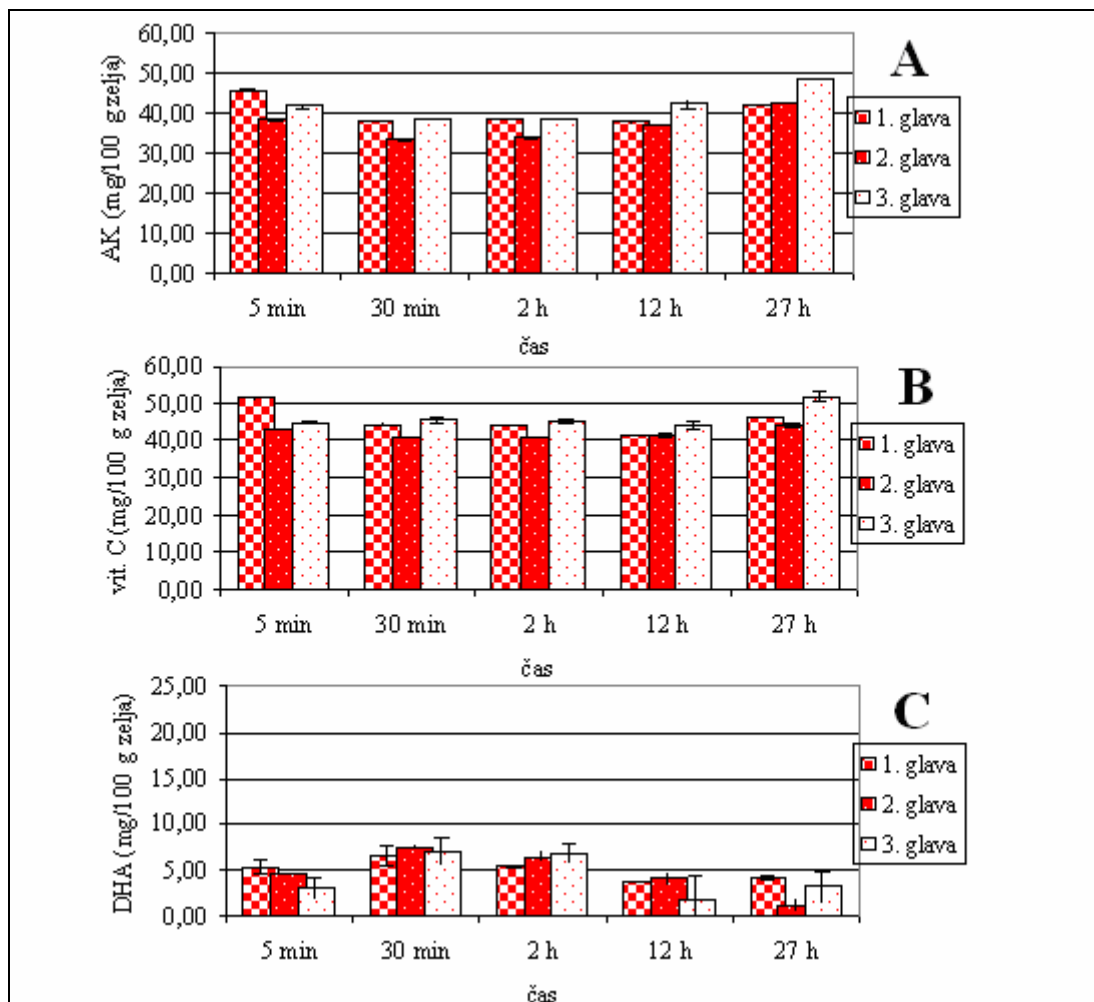 A
AK (mg/100 gzelja)
60,00
50,00
40,00
30,00
20,00
10,00
0,00
5 min 30 min 2 h 12 h 27 h
čas
1. glava
2. glava
3. glava
B
vit. C (mg/100 g zelja)
60,00
50,00
40,00
30,00
20,00
10,00
0,00
5 min 30 min 2 h 12 h 27 h
čas
1. glava
2. glava
3. glava
C
DHA (mg/100 g zelja)
25,00
20,00
15,00
10,00
5,00
0,00
5 min 30 min 2 h 12 h 27 h
čas
1. glava
2. glava
3. glava